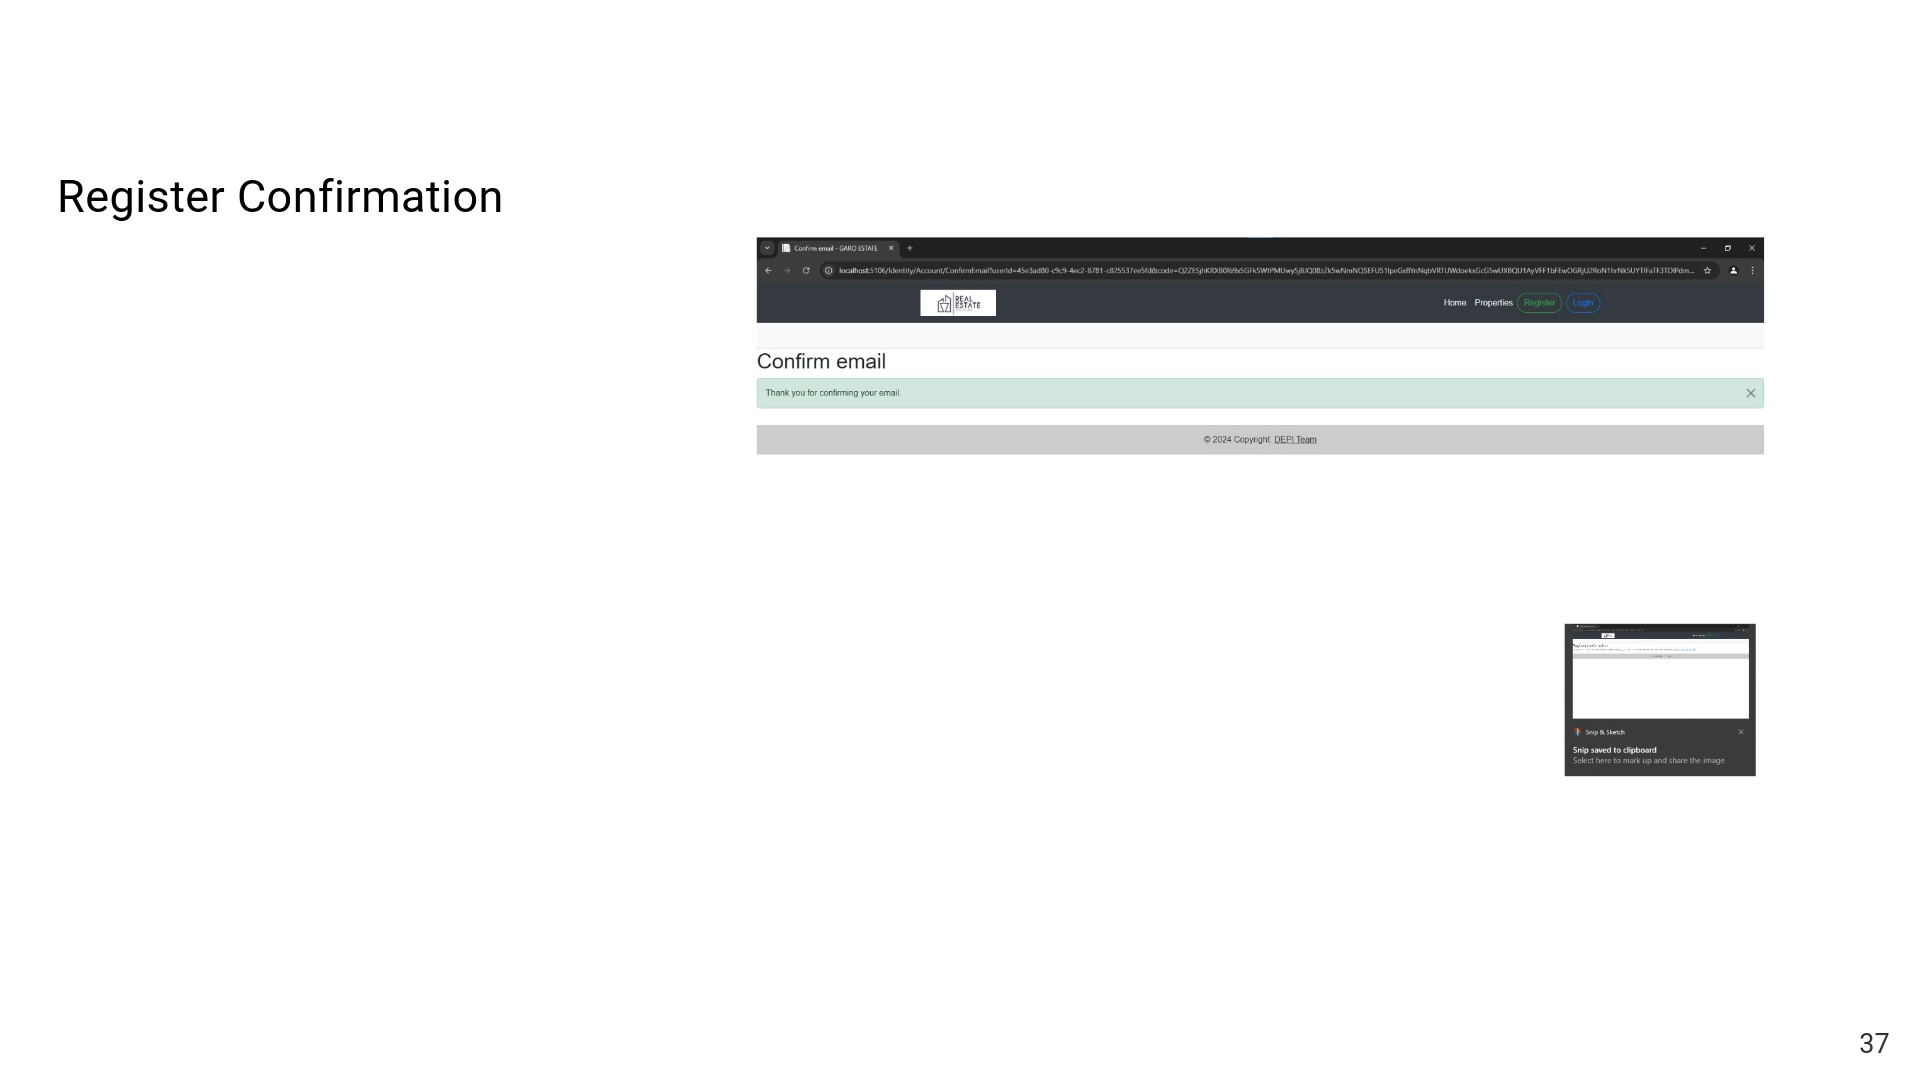 Register Confirmation
Confirm email - GARO ESTATE
REAL
ESTATE
Home Properties Register Login
Confirm email
Thank you for confirming your email
© 2024 Copyright: DEPI Team
Snip & Sketch
Snip saved to clipboard
Select here to mark up and share the image
37